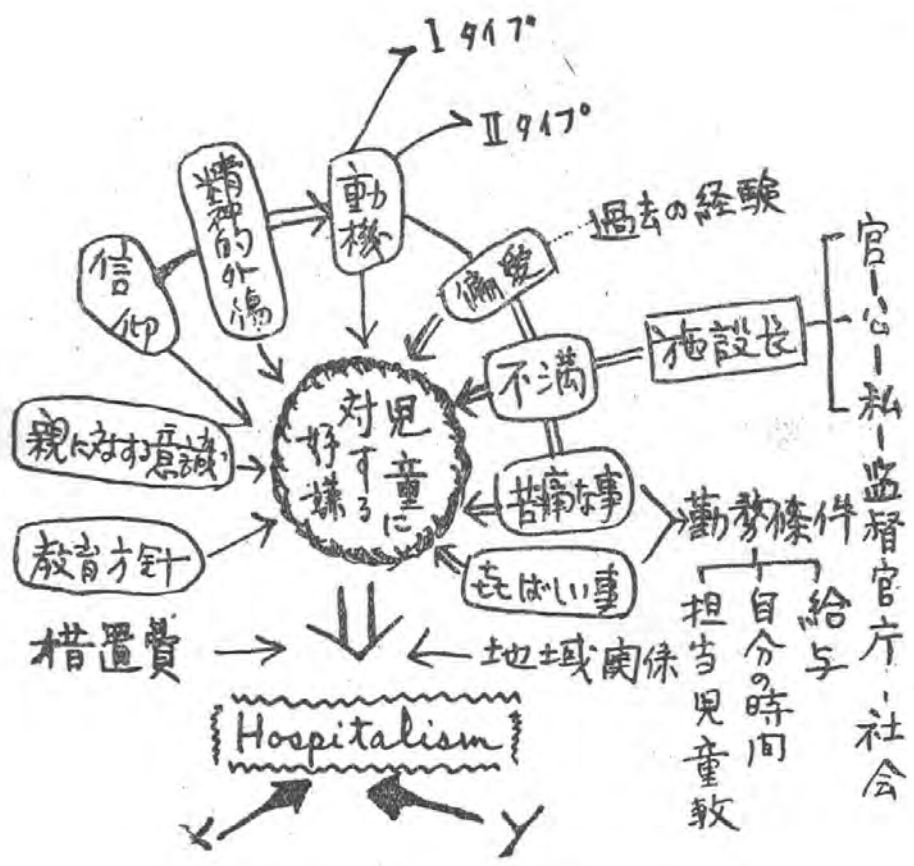 Iタイプ
IIタイプ
動機
精神的外傷
信仰
偏愛
過去の経験
不満
施設長
官－公－私－監督官庁－社会
児童に
対する
好嫌
親に対する意識
教育方針
苦痛な事
㐂ばしい事
勤務條件
給与
自分の時間
担当児童数
措置費
地域関係
Hospitalism
X
Y